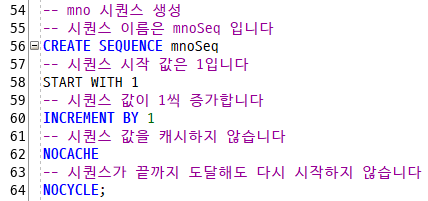 54 -- mno 시퀀스 생성
55 -- 시퀀스 이름은 mnoSeq 입니다
56 CREATE SEQUENCE mnoSeq
57 -- 시퀀스 시작 값은 1입니다
58 START WITH 1
59 -- 시퀀스 값이 1씩 증가합니다
60 INCREMENT BY 1
61 -- 시퀀스 값을 캐시하지 않습니다
62 NOCACHE
63 -- 시퀀스가 끝까지 도달해도 다시 시작하지 않습니다
64 NOCYCLE;